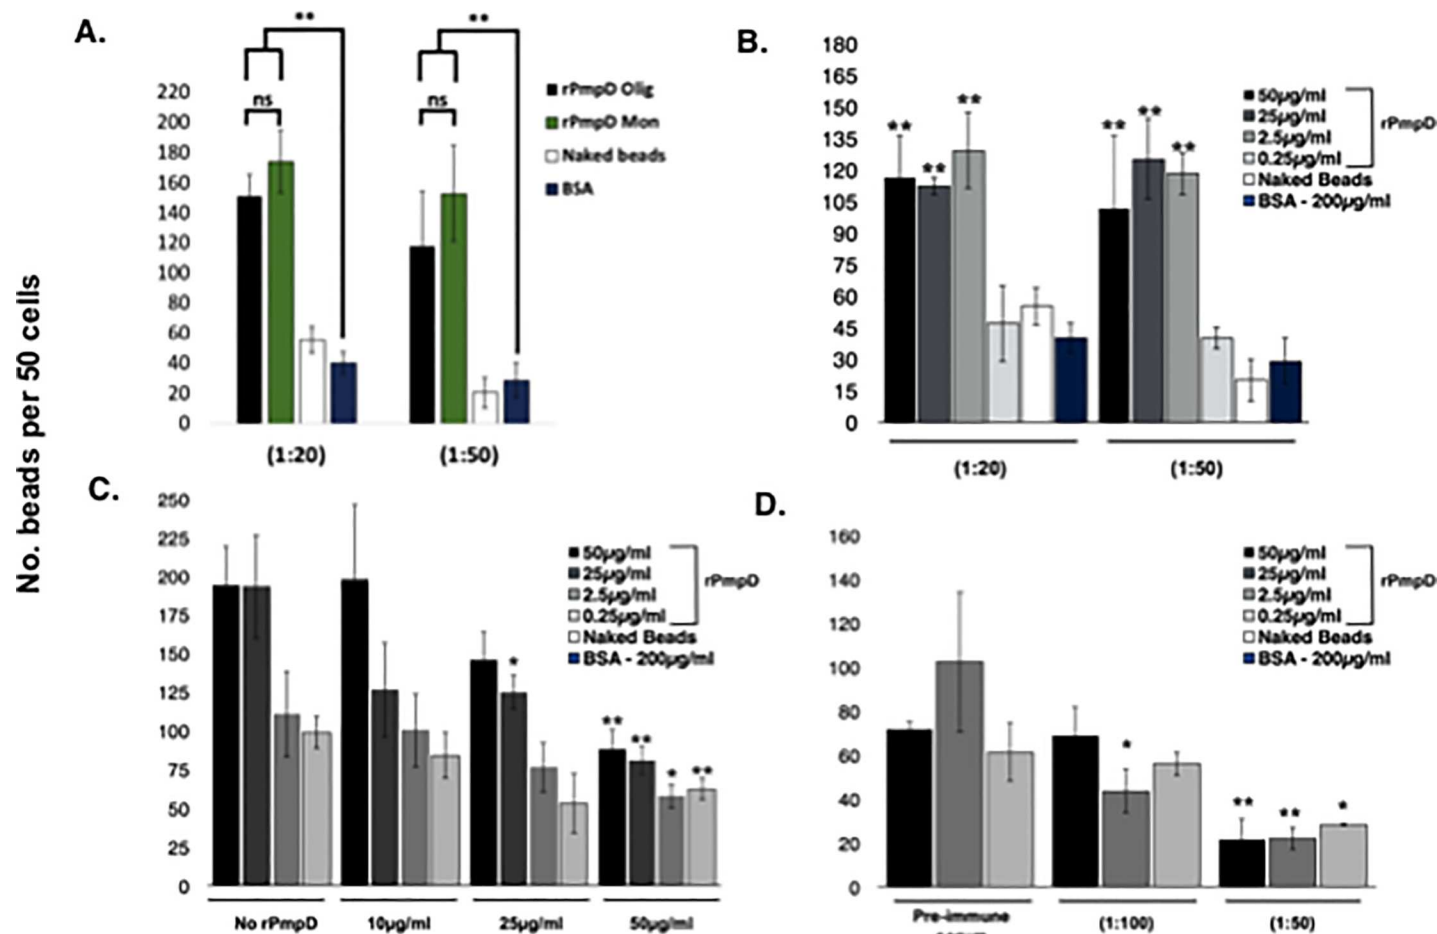 No. beads per 50 cells
A.
**
**
ns
ns
220
200
180
160
140
120
100
80
60
40
20
0
rPmpD Olig
rPmpD Mon
Naked beads
BSA
(1:20)
(1:50)
B.
180
165
150
135
120
105
90
75
60
45
30
15
0
**
**
**
**
**
**
50µg/ml
25µg/ml
2.5µg/ml
0.25µg/ml
rPmpD
Naked Beads
BSA - 200µg/ml
(1:20)
(1:50)
C.
250
225
200
175
150
125
100
75
50
25
0
*
**
**
*
**
50µg/ml
25µg/ml
2.5µg/ml
0.25µg/ml
rPmpD
Naked Beads
BSA - 200µg/ml
No rPmpD
10µg/ml
25µg/ml
50µg/ml
D.
160
140
120
100
80
60
40
20
0
*
**
**
*
50µg/ml
25µg/ml
2.5µg/ml
0.25µg/ml
rPmpD
Naked Beads
BSA - 200µg/ml
Pre-immune
(1:100)
(1:50)